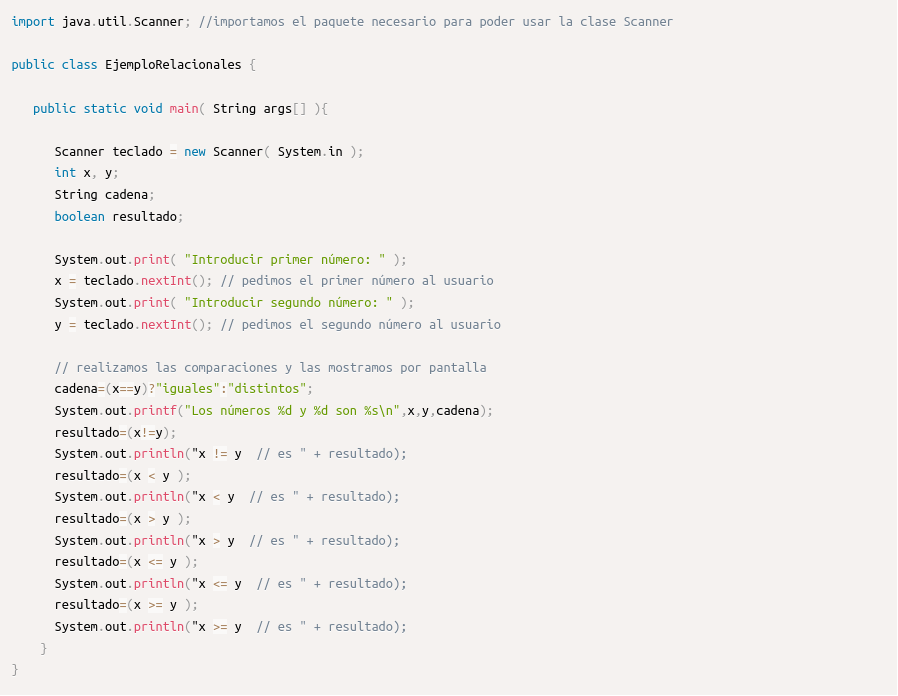 import java.util.Scanner; //importamos el paquete necesario para poder usar la clase Scanner
public class EjemploRelacionales {
public static void main( String args[] ){
Scanner teclado = new Scanner( System.in );
int x, y;
String cadena;
boolean resultado;
System.out.print( "Introducir primer número: " );
x = teclado.nextInt(); // pedimos el primer número al usuario
System.out.print( "Introducir segundo número: " );
y = teclado.nextInt(); // pedimos el segundo número al usuario
// realizamos las comparaciones y las mostramos por pantalla
cadena=(x==y)?"iguales":"distintos";
System.out.printf("Los números %d y %d son %s\n",x,y,cadena);
resultado=(x!=y);
System.out.println("x != y  // es " + resultado);
resultado=(x < y );
System.out.println("x < y  // es " + resultado);
resultado=(x > y );
System.out.println("x > y  // es " + resultado);
resultado=(x <= y );
System.out.println("x <= y  // es " + resultado);
resultado=(x >= y );
System.out.println("x >= y  // es " + resultado);
}
}